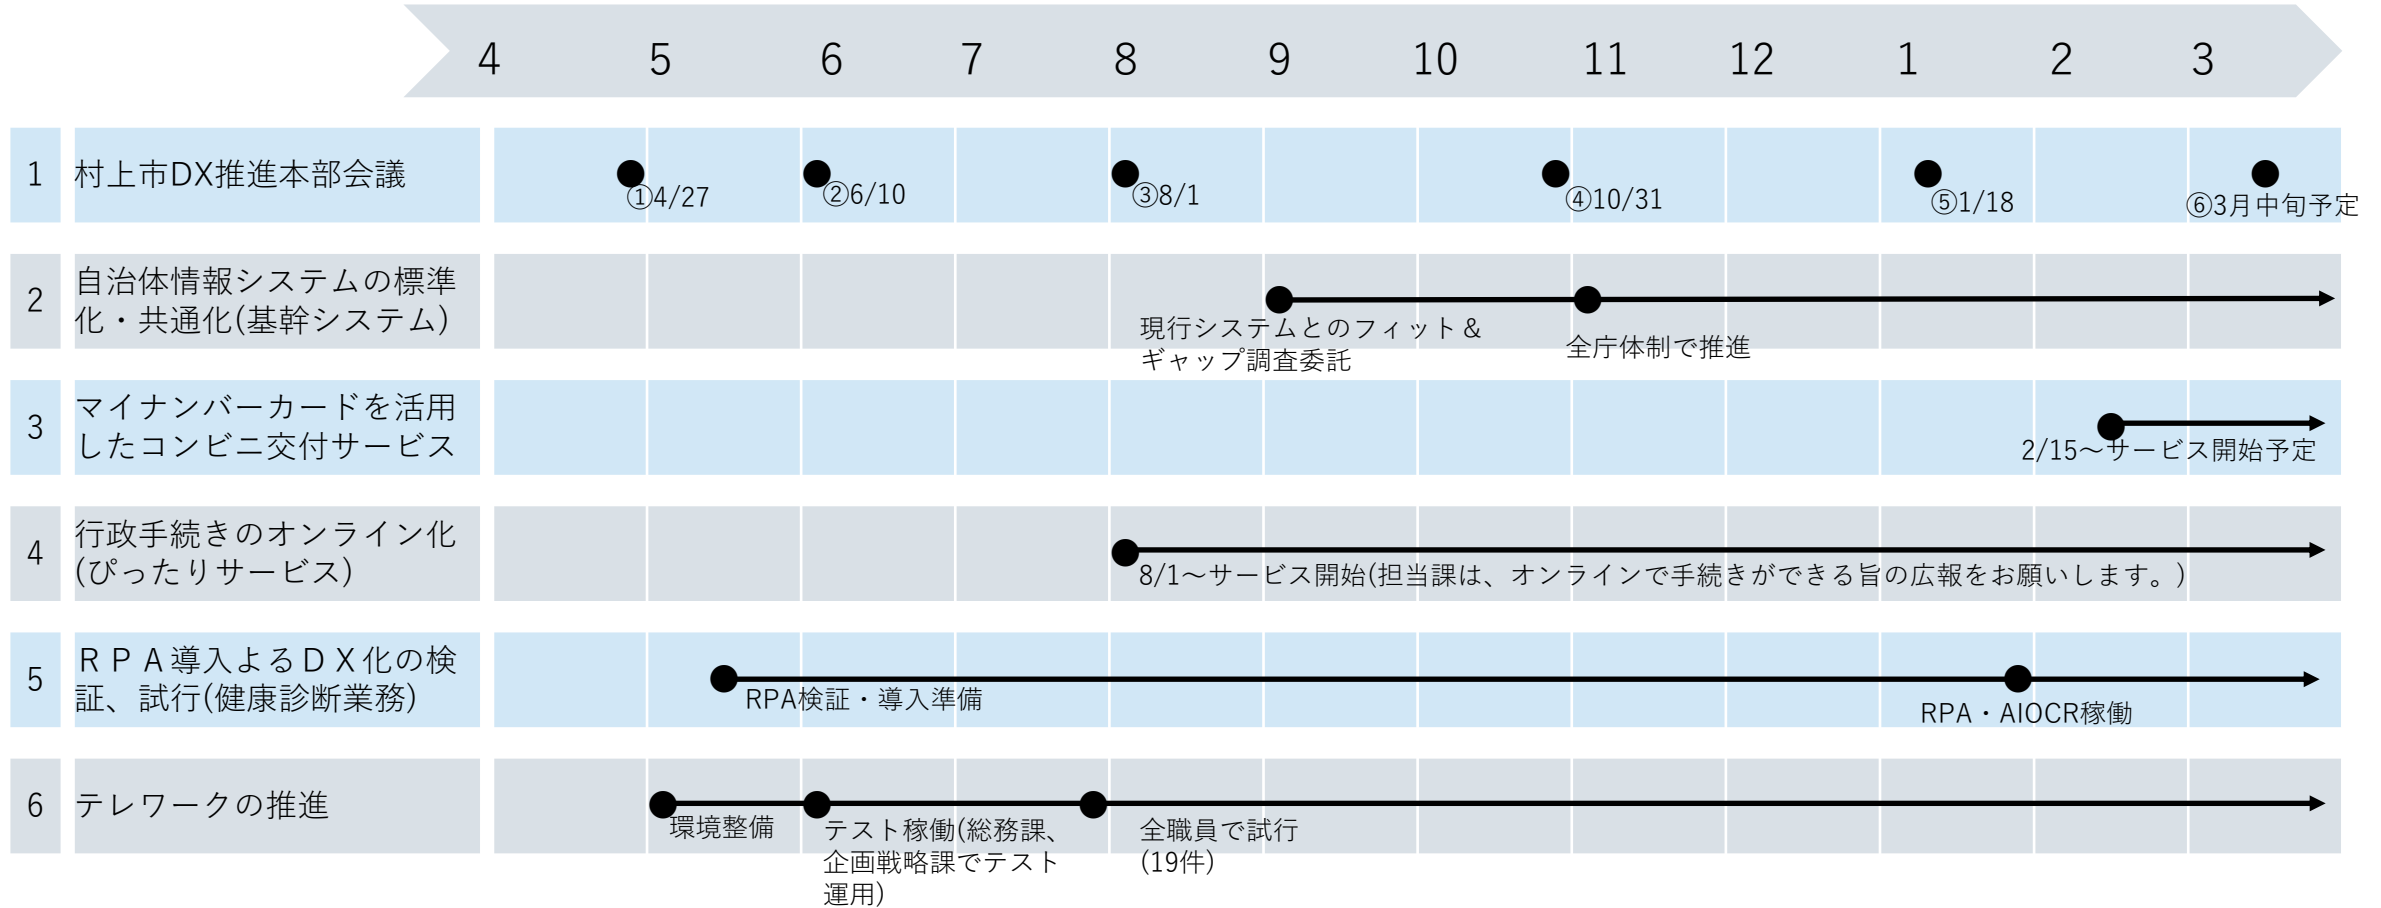 4 5 6 7 8 9 10 11 12 1 2 3
1 村上市DX推進本部会議
①4/27 ②6/10 ③8/1 ④10/31 ⑤1/18 ⑥3月中旬予定
2 自治体情報システムの標準
化・共通化(基幹システム)
現行システムとのフィット＆
ギャップ調査委託
全庁体制で推進
3 マイナンバーカードを活用
したコンビニ交付サービス
2/15～サービス開始予定
4 行政手続きのオンライン化
(ぴったりサービス)
8/1～サービス開始(担当課は、オンラインで手続きができる旨の広報をお願いします。)
5 ＲＰＡ導入よるＤＸ化の検
証、試行(健康診断業務)
RPA検証・導入準備
RPA・AIOCR稼働
6 テレワークの推進
環境整備
テスト稼働(総務課、
企画戦略課でテスト
運用)
全職員で試行
(19件)